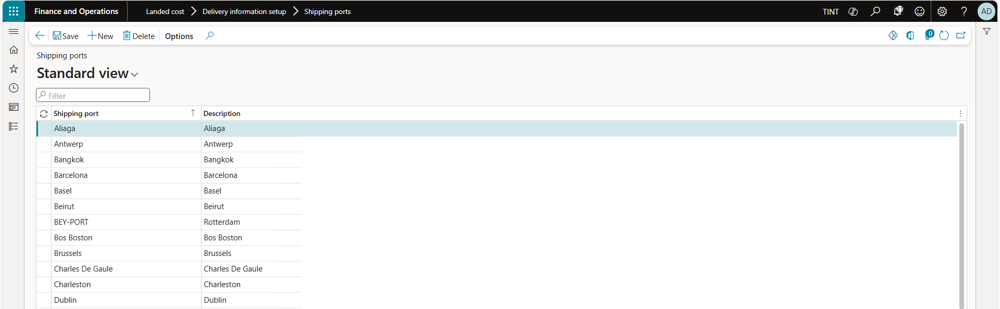 Finance and Operations Landed cost Delivery information setup Shipping ports TINT 21 AD
Save New Delete Options 0
Shipping ports
Standard view
Filter
Shipping port Description
Aliaga Aliaga
Antwerp Antwerp
Bangkok Bangkok
Barcelona Barcelona
Basel Basel
Beirut Beirut
BEY-PORT Rotterdam
Bos Boston Bos Boston
Brussels Brussels
Charles De Gaule Charles De Gaule
Charleston Charleston
Dublin Dublin